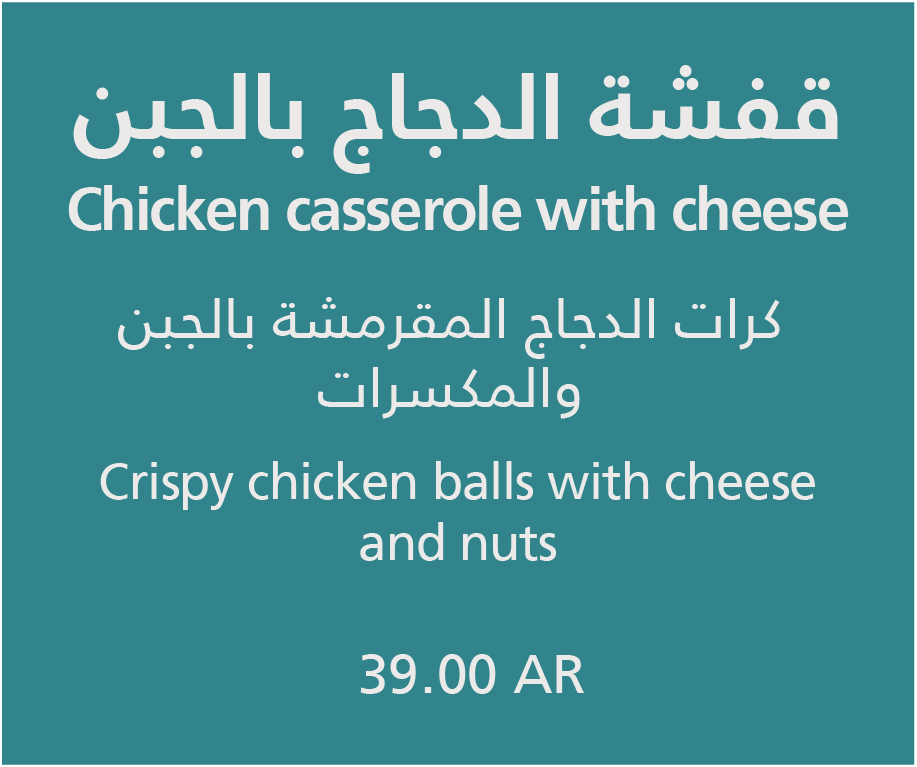 قفشة الدجاج بالجبن
Chicken casserole with cheese
كرات الدجاج المقرمشة بالجبن
والمكسرات
Crispy chicken balls with cheese
and nuts
39.00 AR